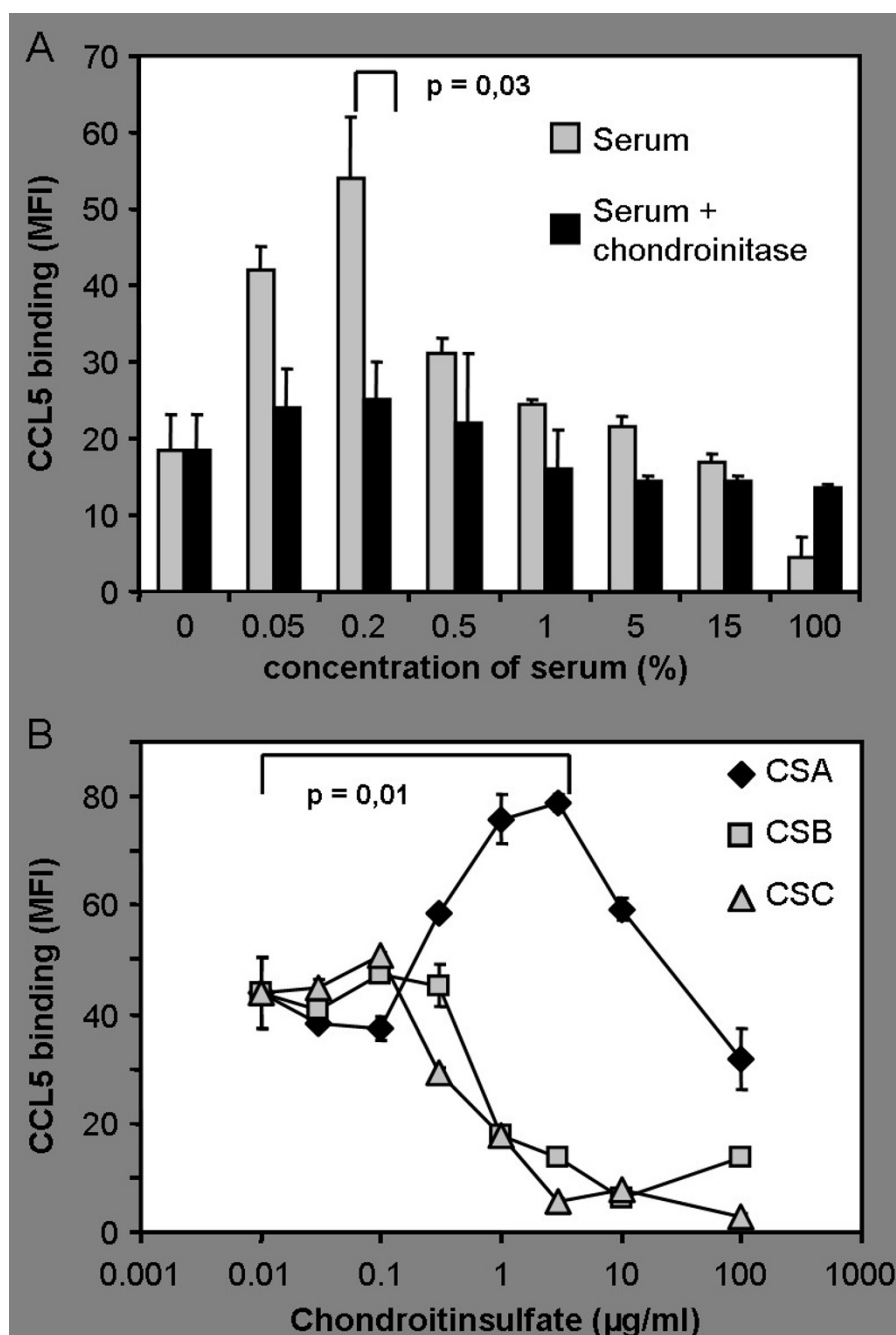 A
70
60
50
40
30
20
10
0
CCL5 binding (MFI)
p = 0,03
Serum
Serum +
chondroinitase
0 0.05 0.2 0.5 1 5 15 100
concentration of serum (%)
B
80
60
40
20
0
CCL5 binding (MFI)
p = 0,01
CSA
CSB
CSC
0.001 0.01 0.1 1 10 100 1000
Chondroitinsulfate (µg/ml)